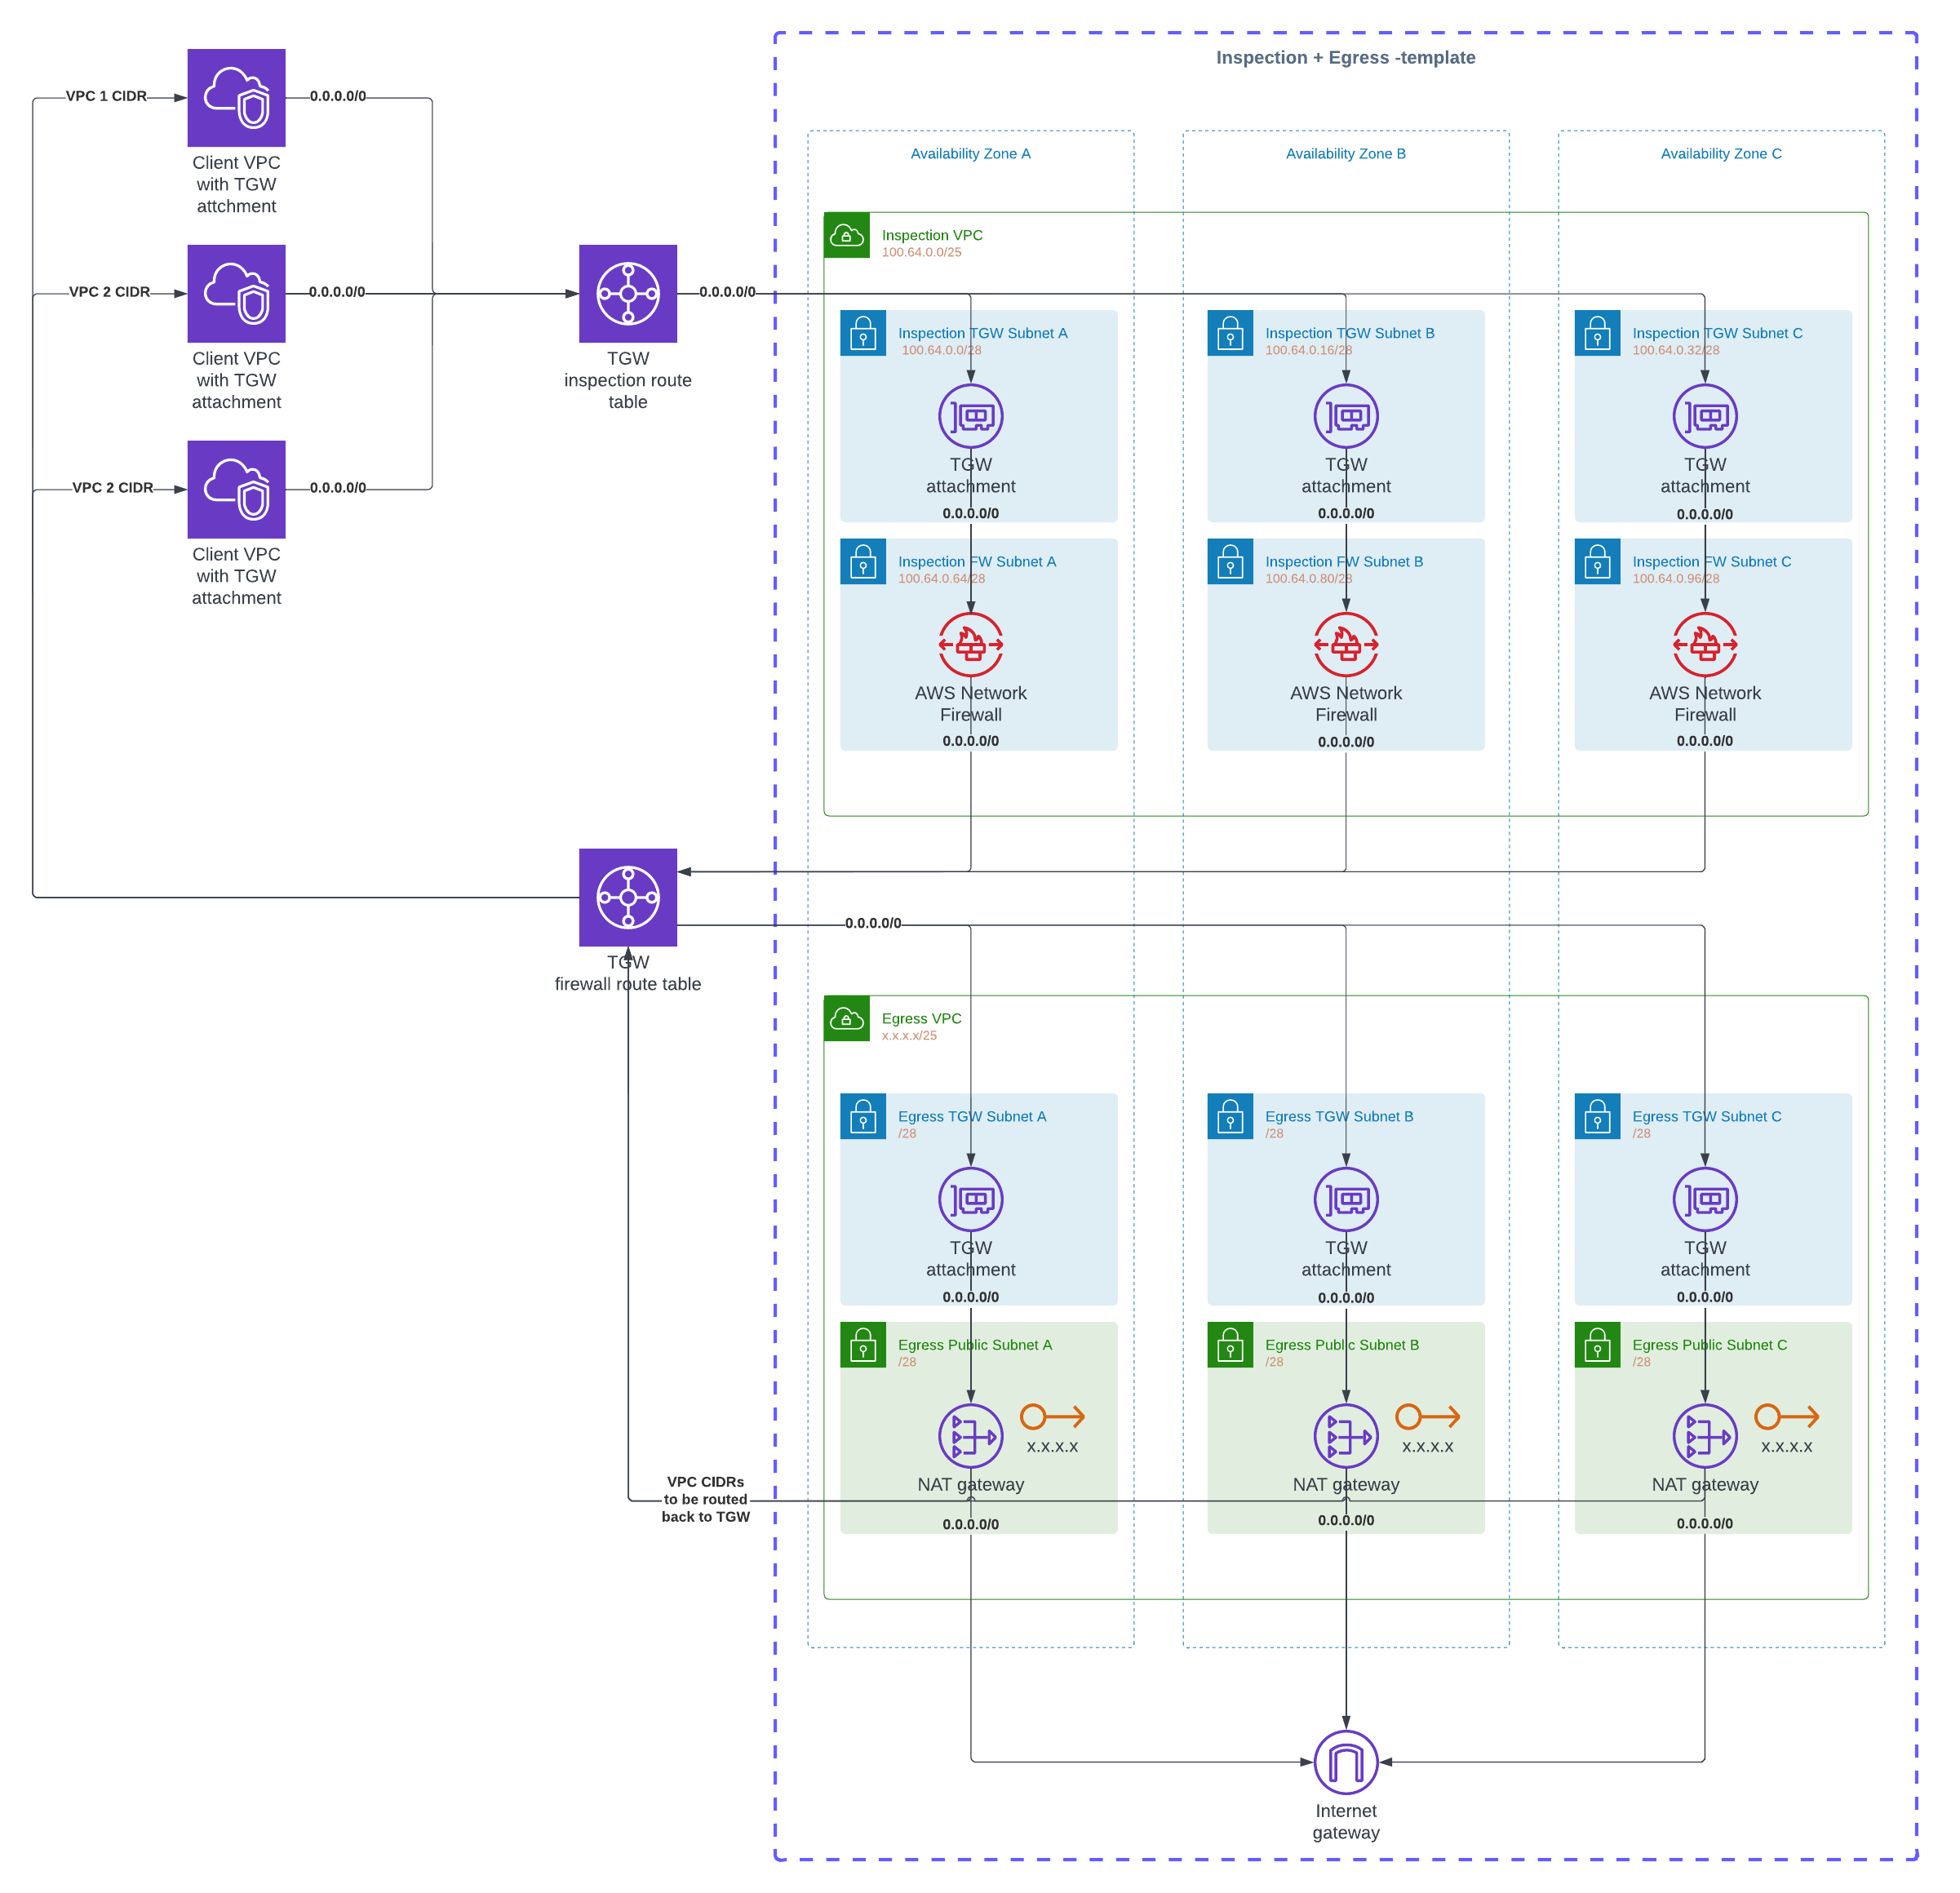 Inspection + Egress -template
VPC 1 CIDR
0.0.0.0/0
Client VPC
with TGW
attchment
VPC 2 CIDR
0.0.0.0/0
Client VPC
with TGW
attachment
VPC 2 CIDR
0.0.0.0/0
Client VPC
with TGW
attachment
TGW
inspection route
table
0.0.0.0/0
Availability Zone A
Availability Zone B
Availability Zone C
Inspection VPC
100.64.0.0/25
Inspection TGW Subnet A
100.64.0.0/28
TGW
attachment
0.0.0.0/0
Inspection TGW Subnet B
100.64.0.16/28
TGW
attachment
0.0.0.0/0
Inspection TGW Subnet C
100.64.0.32/28
TGW
attachment
0.0.0.0/0
Inspection FW Subnet A
100.64.0.64/28
AWS Network
Firewall
0.0.0.0/0
Inspection FW Subnet B
100.64.0.80/28
AWS Network
Firewall
0.0.0.0/0
Inspection FW Subnet C
100.64.0.96/28
AWS Network
Firewall
0.0.0.0/0
TGW
firewall route table
0.0.0.0/0
Egress VPC
x.x.x.x/25
Egress TGW Subnet A
/28
TGW
attachment
0.0.0.0/0
Egress TGW Subnet B
/28
TGW
attachment
0.0.0.0/0
Egress TGW Subnet C
/28
TGW
attachment
0.0.0.0/0
Egress Public Subnet A
/28
x.x.x.x
NAT gateway
0.0.0.0/0
Egress Public Subnet B
/28
x.x.x.x
NAT gateway
0.0.0.0/0
Egress Public Subnet C
/28
x.x.x.x
NAT gateway
0.0.0.0/0
VPC CIDRs
to be routed
back to TGW
Internet
gateway